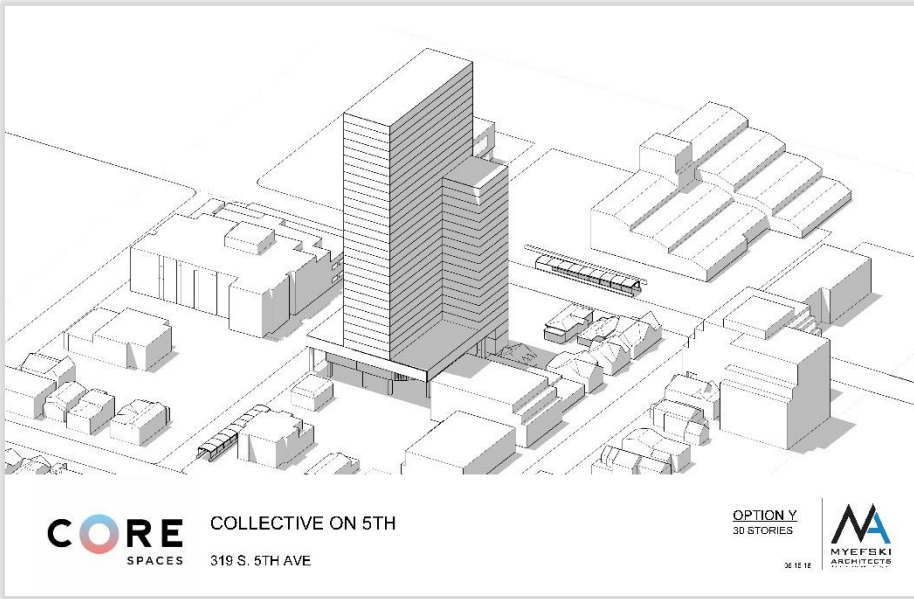 CORE
SPACES
COLLECTIVE ON 5TH
319 S. 5TH AVE
OPTION Y
30 STORIES
MYEFSKI
ARCHITECTS